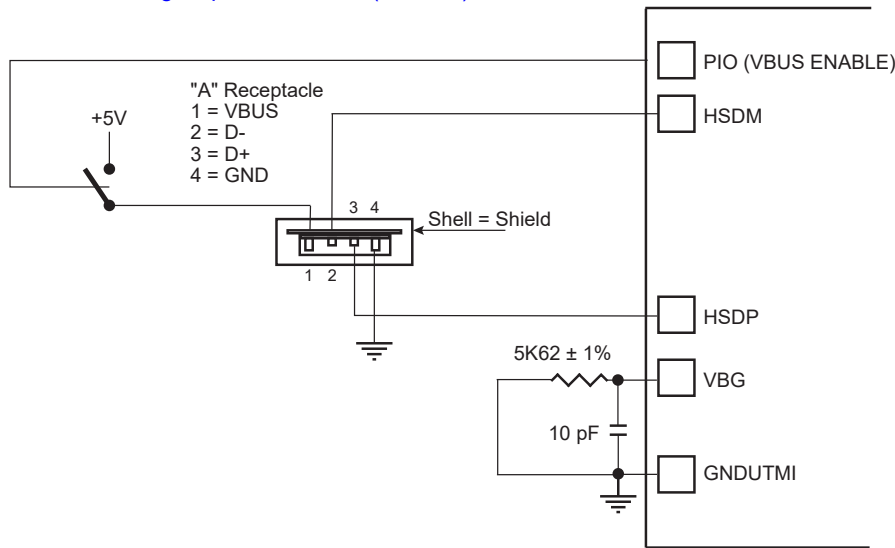 PIO (VBUS ENABLE)
"A" Receptacle
1 = VBUS
2 = D-
3 = D+
4 = GND
+5V
HSDM
3 4
Shell = Shield
1 2
HSDP
5K62 ± 1%
VBG
10 pF
GNDUTMI